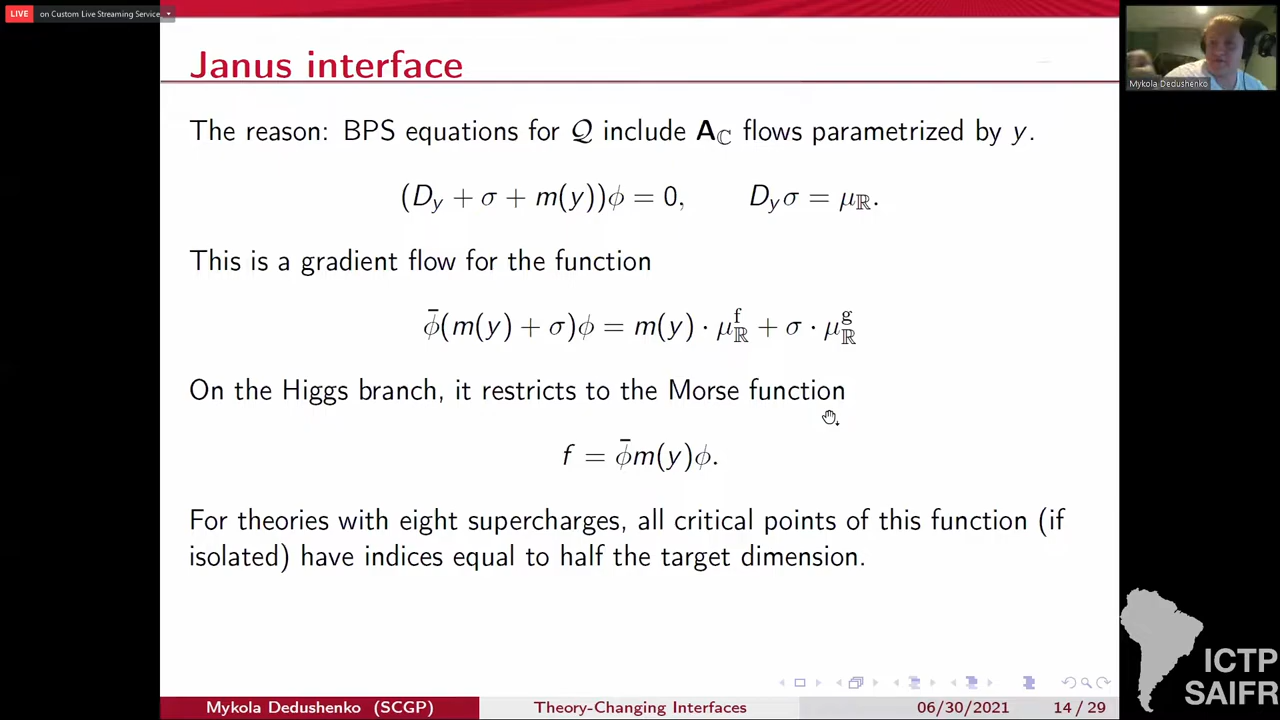 LIVE on Custom Live Streaming Service
Mykola Dedushenko
Janus interface
The reason: BPS equations for 𝒬 include A_ℂ flows parametrized by y.
(D_y + σ + m(y))ϕ = 0, D_yσ = μ_ℝ.
This is a gradient flow for the function
ϕ̄(m(y) + σ)ϕ = m(y) · μ_ℝ^f + σ · μ_ℝ^g
On the Higgs branch, it restricts to the Morse function
f = ϕ̄m(y)ϕ.
For theories with eight supercharges, all critical points of this function (if
isolated) have indices equal to half the target dimension.
ICTP
SAIFR
Mykola Dedushenko (SCGP) Theory-Changing Interfaces 06/30/2021 14 / 29